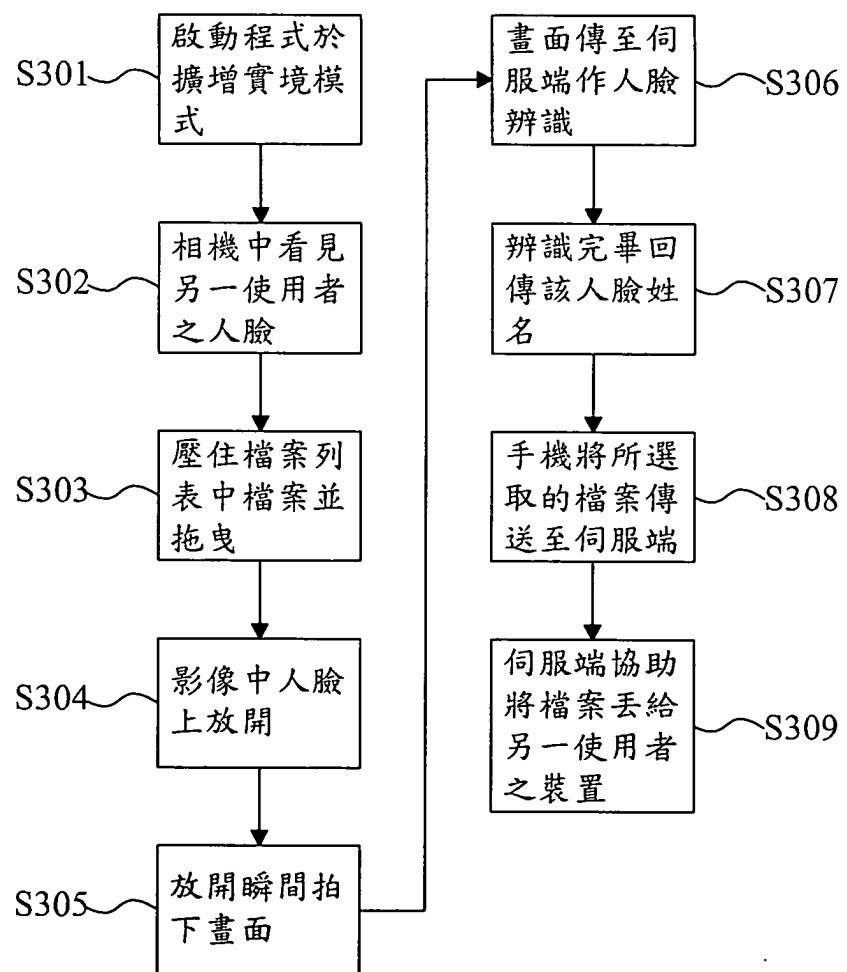 S301
啟動程式於
擴增實境模
式
S302
相機中看見
另一使用者
之人臉
S303
壓住檔案列
表中檔案並
拖曳
S304
影像中人臉
上放開
S305
放開瞬間拍
下畫面
S306
畫面傳至伺
服端作人臉
辨識
S307
辨識完畢回
傳該人臉姓
名
S308
手機將所選
取的檔案傳
送至伺服端
S309
伺服端協助
將檔案丟給
另一使用者
之裝置